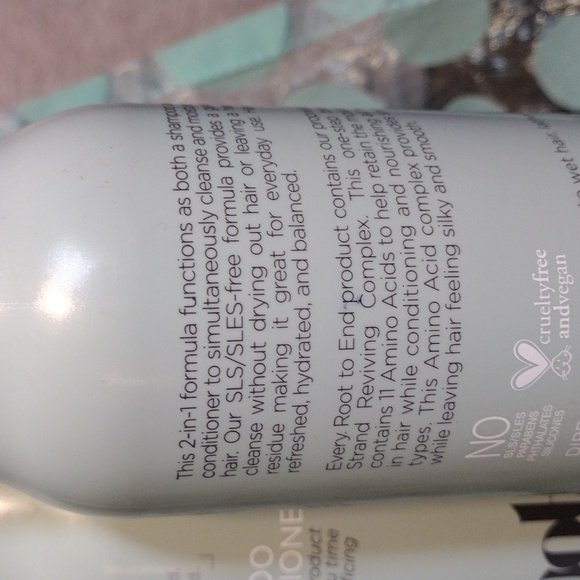 This 2-in-1 formula functions as both a shampoo
conditioner to simultaneously cleanse and
hair. Our SLS/SLES-free formula provides a
cleanse without drying out hair or leaving a
residue making it great for everyday use.
refreshed, hydrated, and balanced.
Every Root to End product contains our
Strand Reviving Complex. This one-step
contains 11 Amino Acids to help retain the
in hair while conditioning and nourishing
types. This Amino Acid complex provides
while leaving hair feeling silky and smooth.
NO
SLS/SLES
PARABENS
PHTHALATES
SILICONES
crueltyfree
andvegan
wet hair,